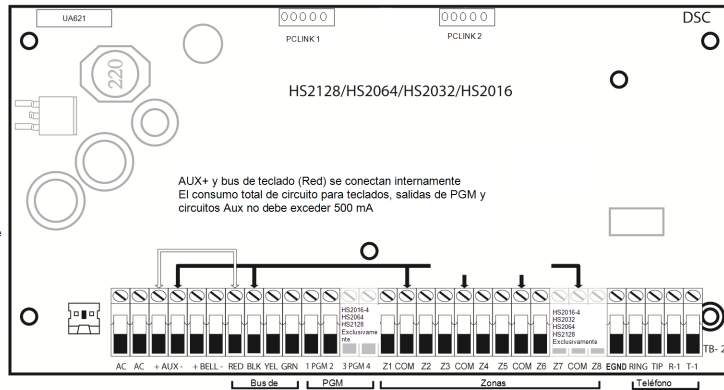 UA621
PCLINK 1
PCLINK 2
DSC
220
HS2128/HS2064/HS2032/HS2016
AUX+ y bus de teclado (Red) se conectan internamente
El consumo total de circuito para teclados, salidas de PGM y
circuitos Aux no debe exceder 500 mA
HS2016-4
HS2064
HS2128
Exclusivame
nte
HS2016-4
HS2032
HS2064
HS2128
Exclusivamente
TB- 2
AC AC + AUX - + BELL - RED BLK YEL GRN 1 PGM 2 3 PGM 4 Z1 COM Z2 Z3 COM Z4 Z5 COM Z6 Z7 COM Z8 EGND RING TIP R-1 T-1
Bus de PGM Zonas Teléfono